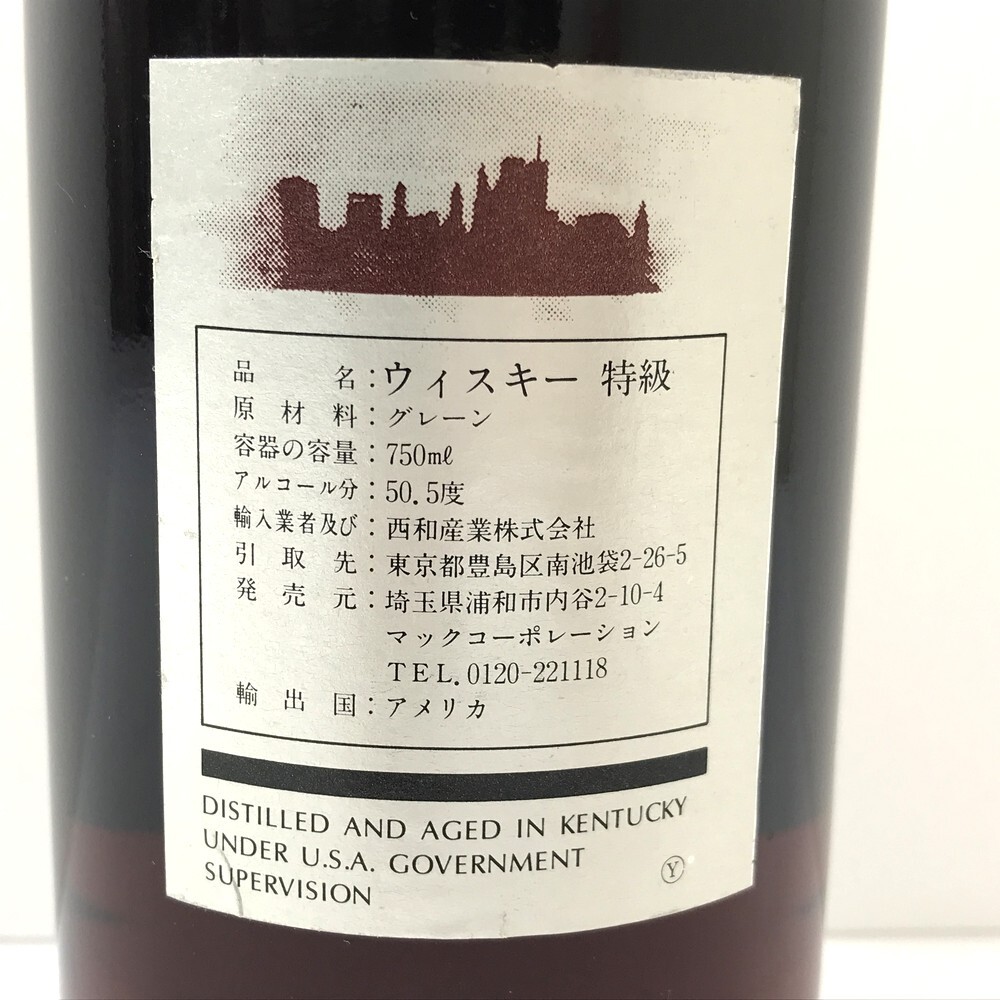 品名：ウィスキー 特級
原材料：グレーン
容器の容量：750mℓ
アルコール分：50.5度
輸入業者及び：西和産業株式会社
引取先：東京都豊島区南池袋2-26-5
発売元：埼玉県浦和市内谷2-10-4
マックコーポレーション
TEL.0120-221118
輸出国：アメリカ
DISTILLED AND AGED IN KENTUCKY
UNDER U.S.A. GOVERNMENT
SUPERVISION
Ⓨ